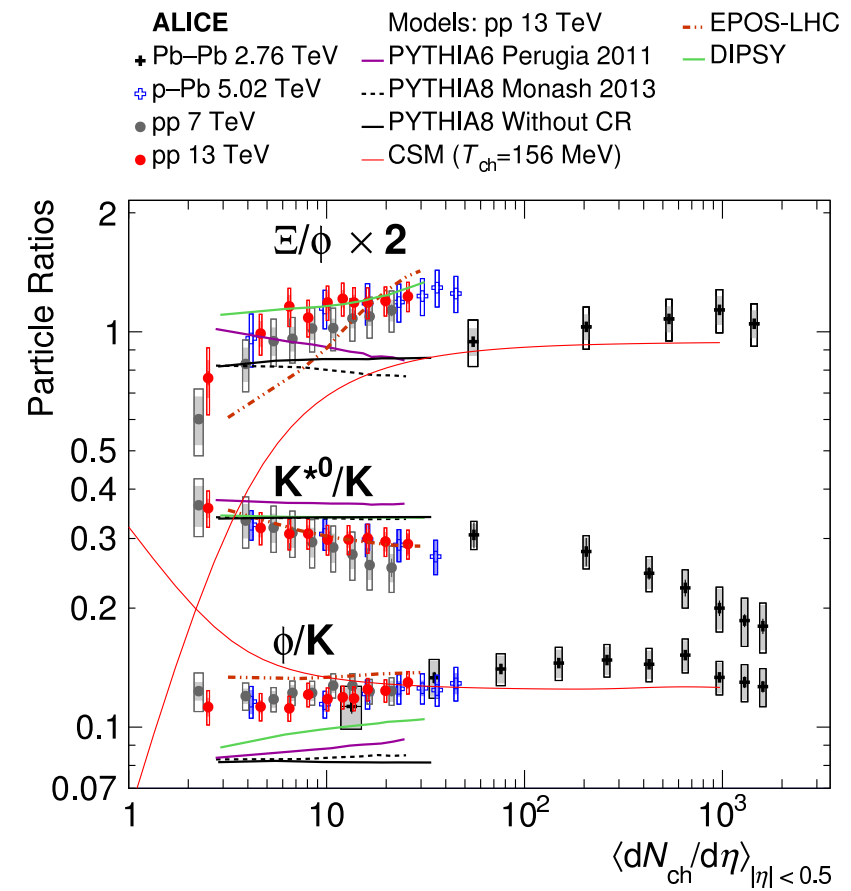 ALICE
Pb–Pb 2.76 TeV
p–Pb 5.02 TeV
pp 7 TeV
pp 13 TeV
Models: pp 13 TeV
PYTHIA6 Perugia 2011
PYTHIA8 Monash 2013
PYTHIA8 Without CR
CSM (T_ch=156 MeV)
EPOS-LHC
DIPSY
Particle Ratios
2
1
0.5
0.4
0.3
0.2
0.1
0.07
Ξ/ϕ × 2
K*⁰/K
ϕ/K
1 10 10² 10³
⟨dN_ch/dη⟩_|η| < 0.5